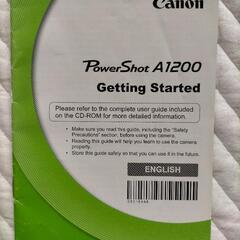 Canon
PowerShot A1200
Getting Started
Please refer to the complete user guide included
on the CD-ROM for more detailed information.
• Make sure you read this guide, including the "Safety
Precautions" section, before using the camera.
• Reading this guide will help you learn to use the camera
properly.
• Store this guide safely so that you can use it in the future.
ENGLISH